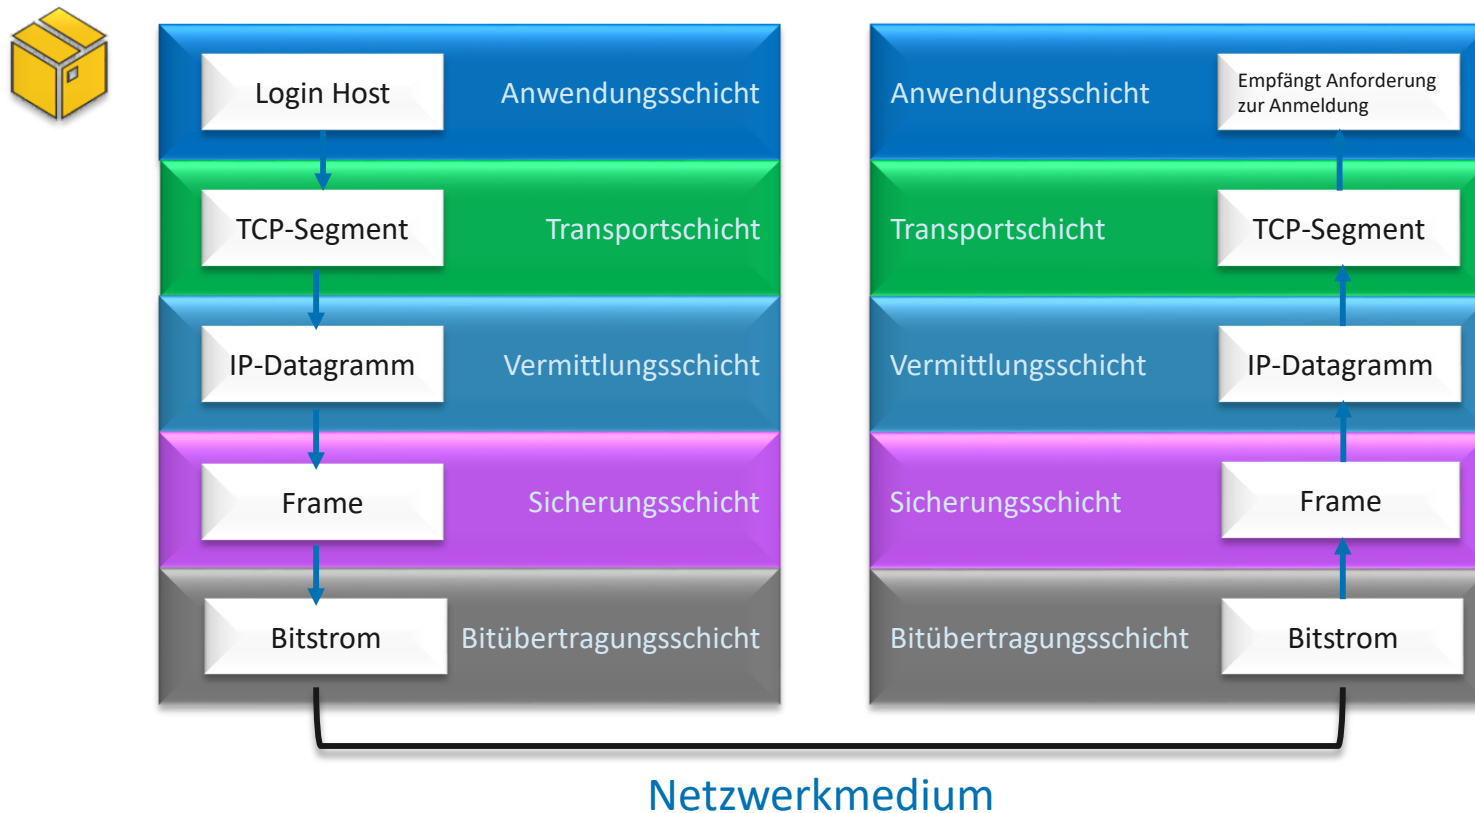 Login Host
Anwendungsschicht
Anwendungsschicht
Empfängt Anforderung
zur Anmeldung
TCP-Segment
Transportschicht
Transportschicht
TCP-Segment
IP-Datagramm
Vermittlungsschicht
Vermittlungsschicht
IP-Datagramm
Frame
Sicherungsschicht
Sicherungsschicht
Frame
Bitstrom
Bitübertragungsschicht
Bitübertragungsschicht
Bitstrom
Netzwerkmedium